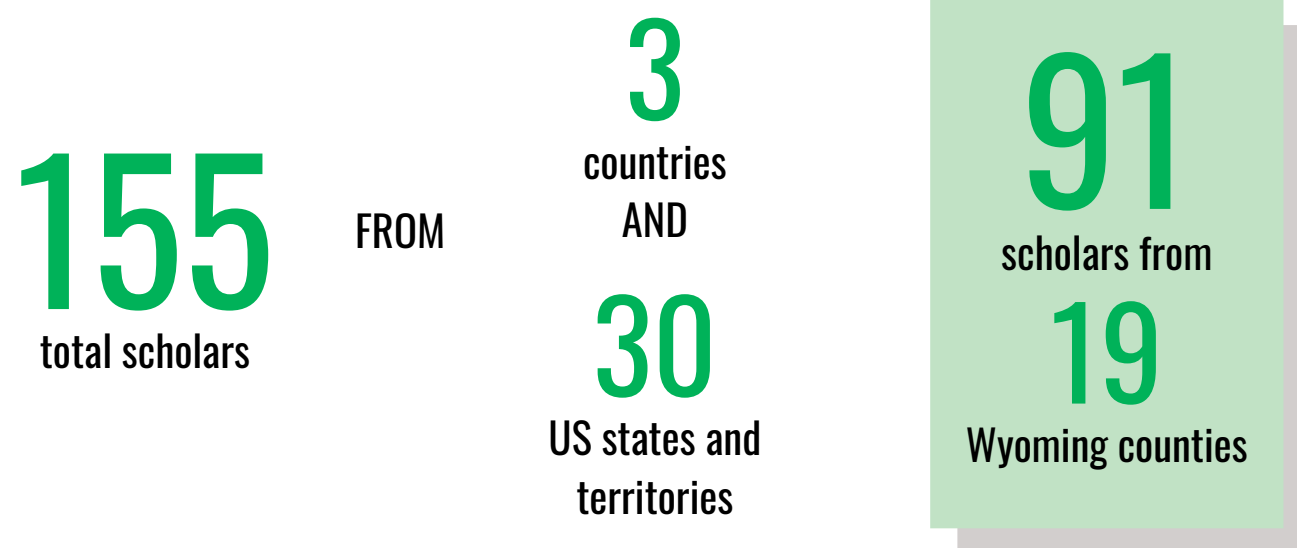 155
total scholars
FROM
3
countries
AND
30
US states and
territories
91
scholars from
19
Wyoming counties